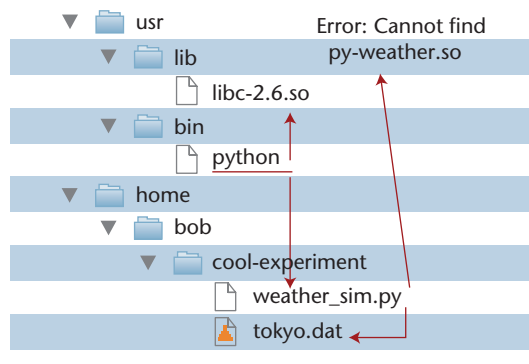 usr
Error: Cannot find
py-weather.so
lib
libc-2.6.so
bin
python
home
bob
cool-experiment
weather_sim.py
tokyo.dat